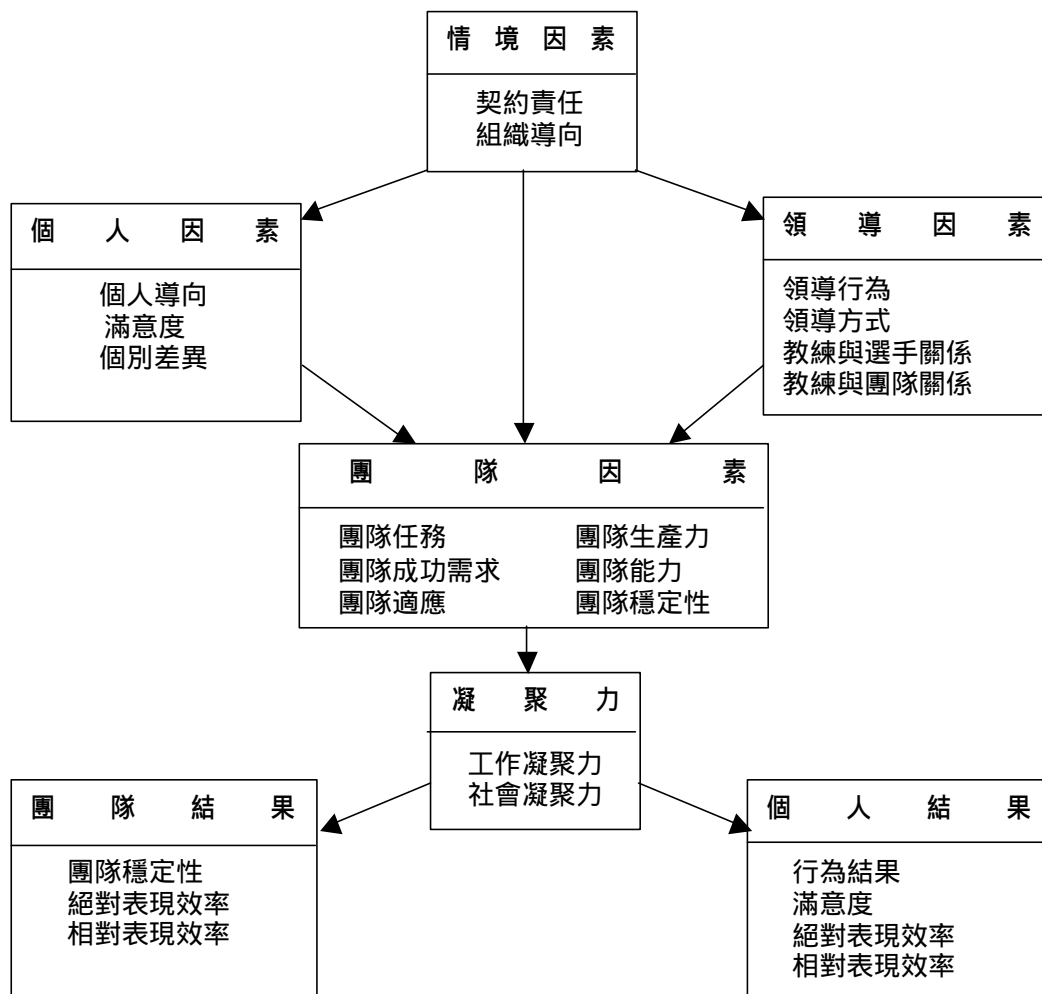 情境因素
契約責任
組織導向
個人因素
個人導向
滿意度
個別差異
領導因素
領導行為
領導方式
教練與選手關係
教練與團隊關係
團隊因素
團隊任務
團隊成功需求
團隊適應
團隊生產力
團隊能力
團隊穩定性
凝聚力
工作凝聚力
社會凝聚力
團隊結果
團隊穩定性
絕對表現效率
相對表現效率
個人結果
行為結果
滿意度
絕對表現效率
相對表現效率